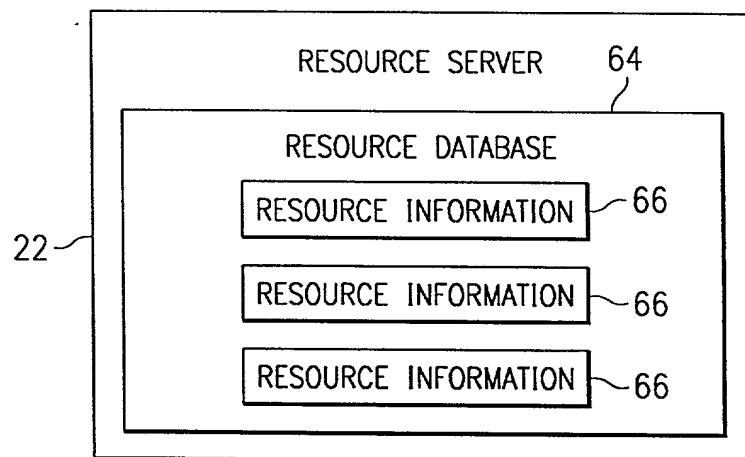 RESOURCE SERVER
64
RESOURCE DATABASE
RESOURCE INFORMATION
66
22
RESOURCE INFORMATION
66
RESOURCE INFORMATION
66